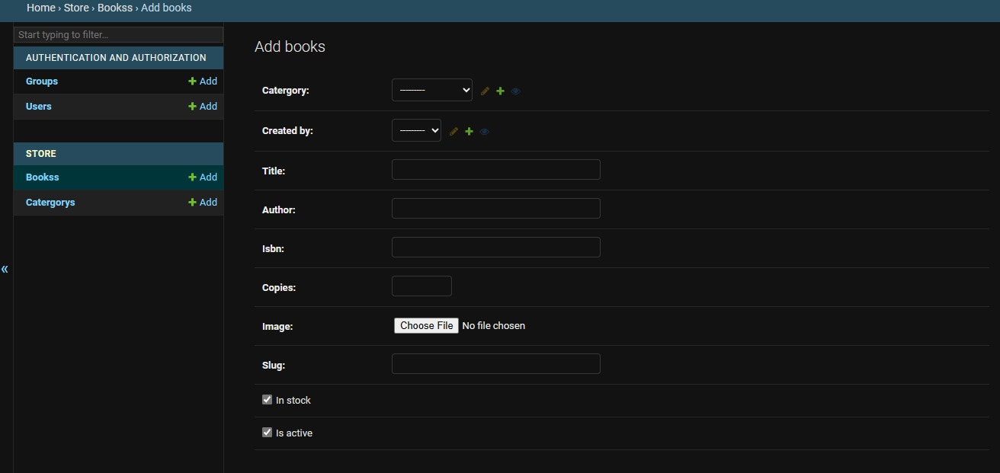 Home › Store › Bookss › Add books
Start typing to filter...
AUTHENTICATION AND AUTHORIZATION
Groups + Add
Users + Add
STORE
Bookss + Add
Catergorys + Add
«
Add books
Catergory: ---------
Created by: ---------
Title:
Author:
Isbn:
Copies:
Image: Choose File No file chosen
Slug:
In stock
Is active